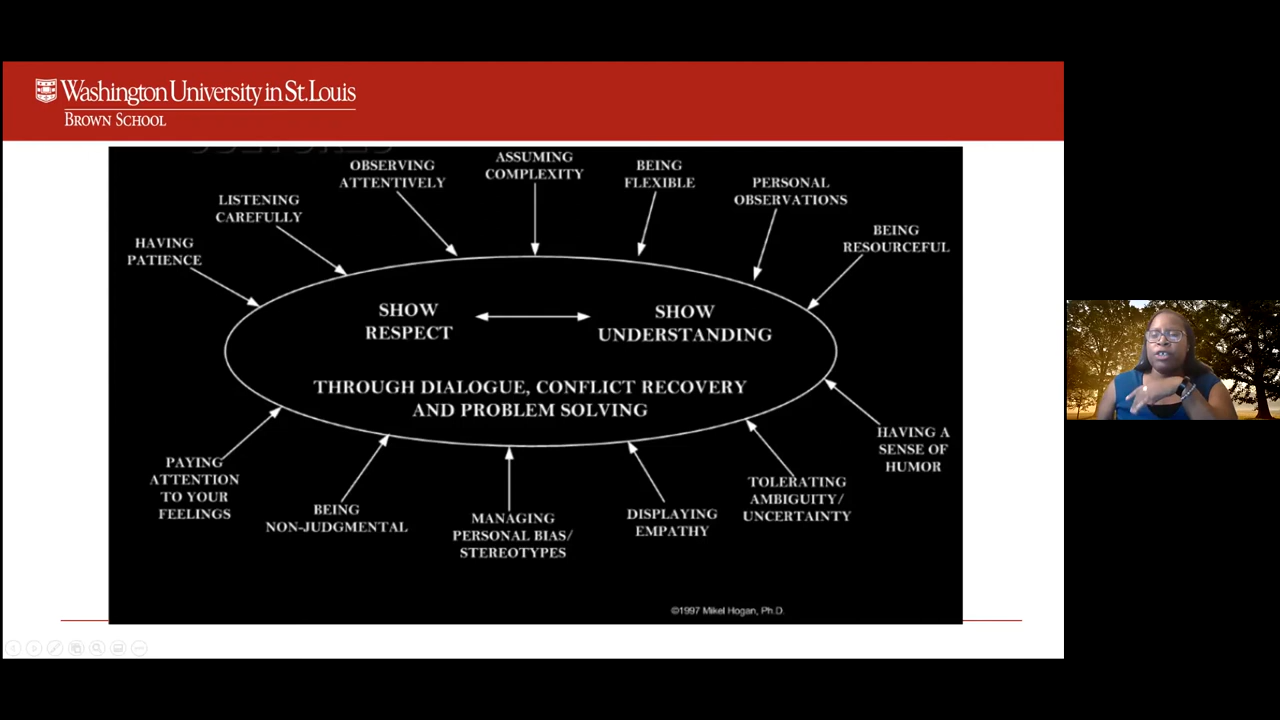 Washington University in St. Louis
BROWN SCHOOL
OBSERVING
ATTENTIVELY
ASSUMING
COMPLEXITY
BEING
FLEXIBLE
PERSONAL
OBSERVATIONS
LISTENING
CAREFULLY
BEING
RESOURCEFUL
HAVING
PATIENCE
SHOW
RESPECT
SHOW
UNDERSTANDING
THROUGH DIALOGUE, CONFLICT RECOVERY
AND PROBLEM SOLVING
PAYING
ATTENTION
TO YOUR
FEELINGS
BEING
NON-JUDGMENTAL
MANAGING
PERSONAL BIAS/
STEREOTYPES
DISPLAYING
EMPATHY
TOLERATING
AMBIGUITY/
UNCERTAINTY
HAVING A
SENSE OF
HUMOR
©1997 Mikel Hogan, Ph.D.